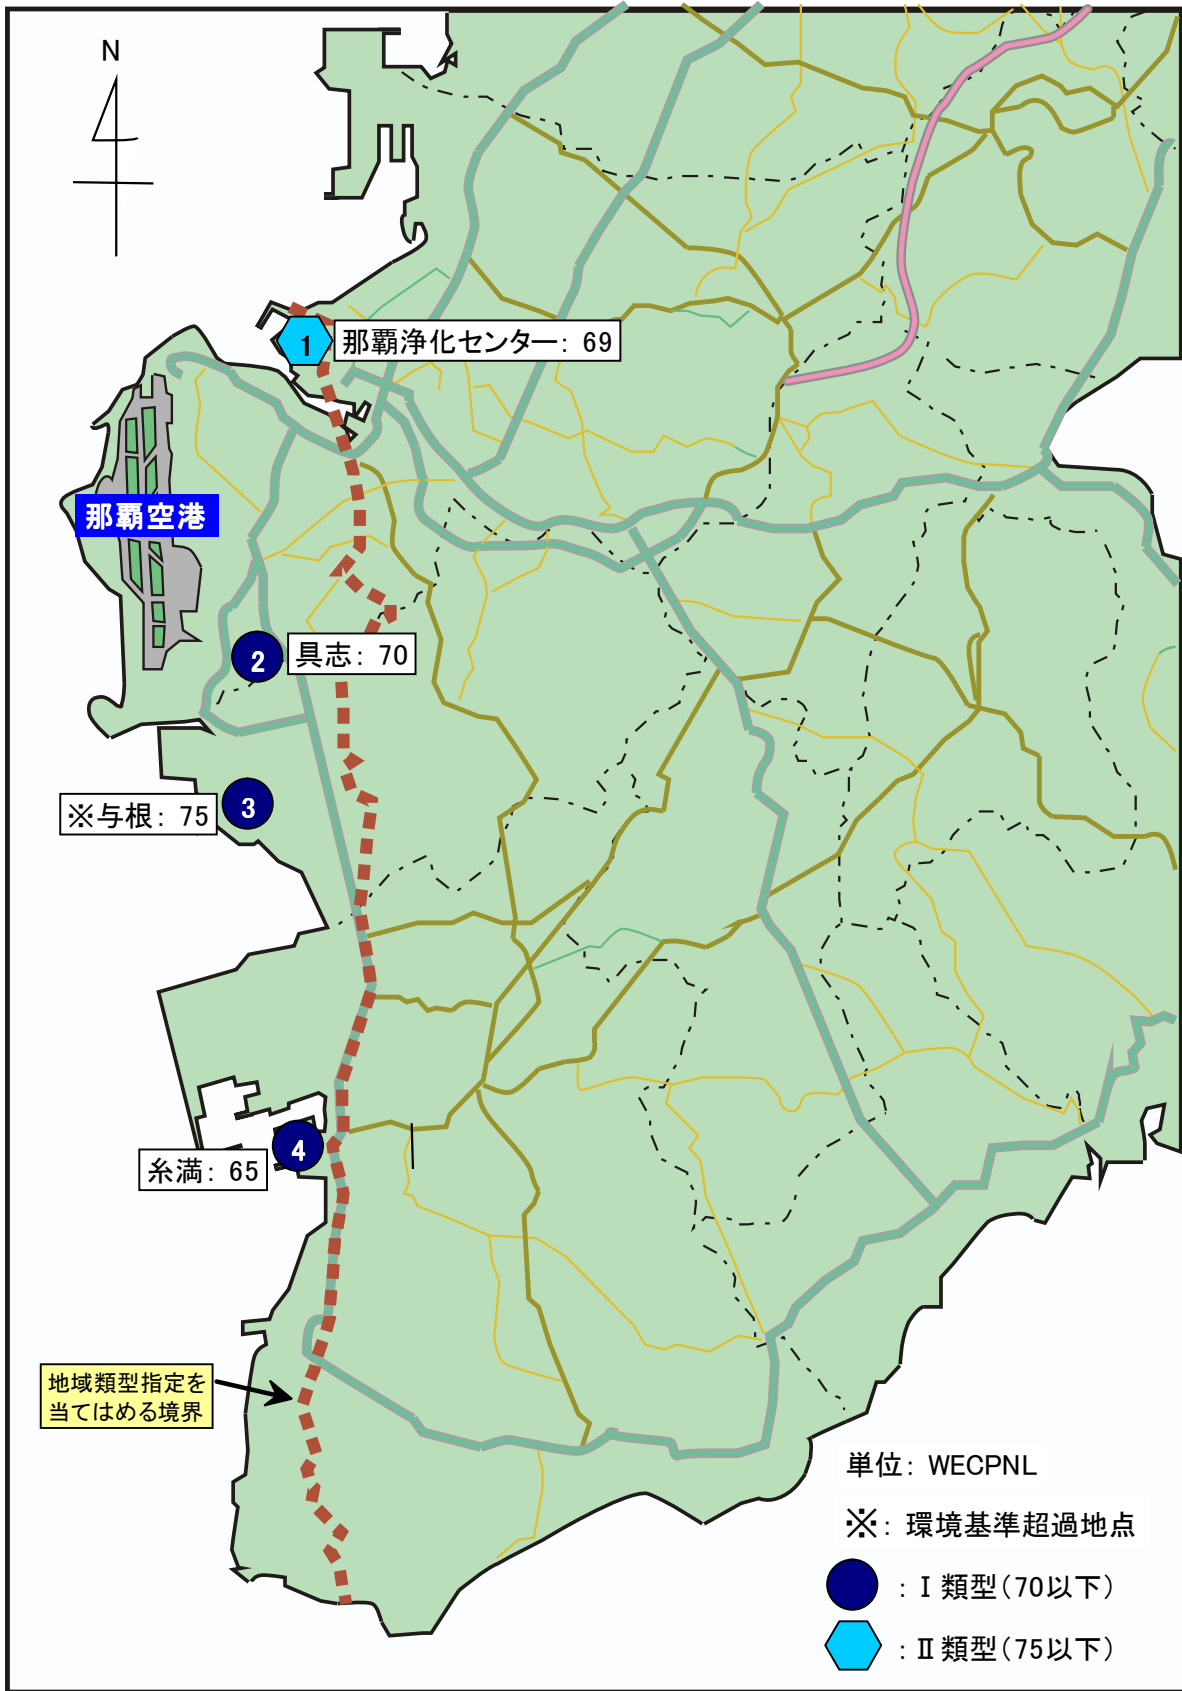 N
1
那覇浄化センター： 69
那覇空港
2
具志： 70
3
※与根： 75
4
糸満： 65
地域類型指定を
当てはめる境界
単位： WECPNL
※： 環境基準超過地点
： Ⅰ類型（70以下）
： Ⅱ類型（75以下）